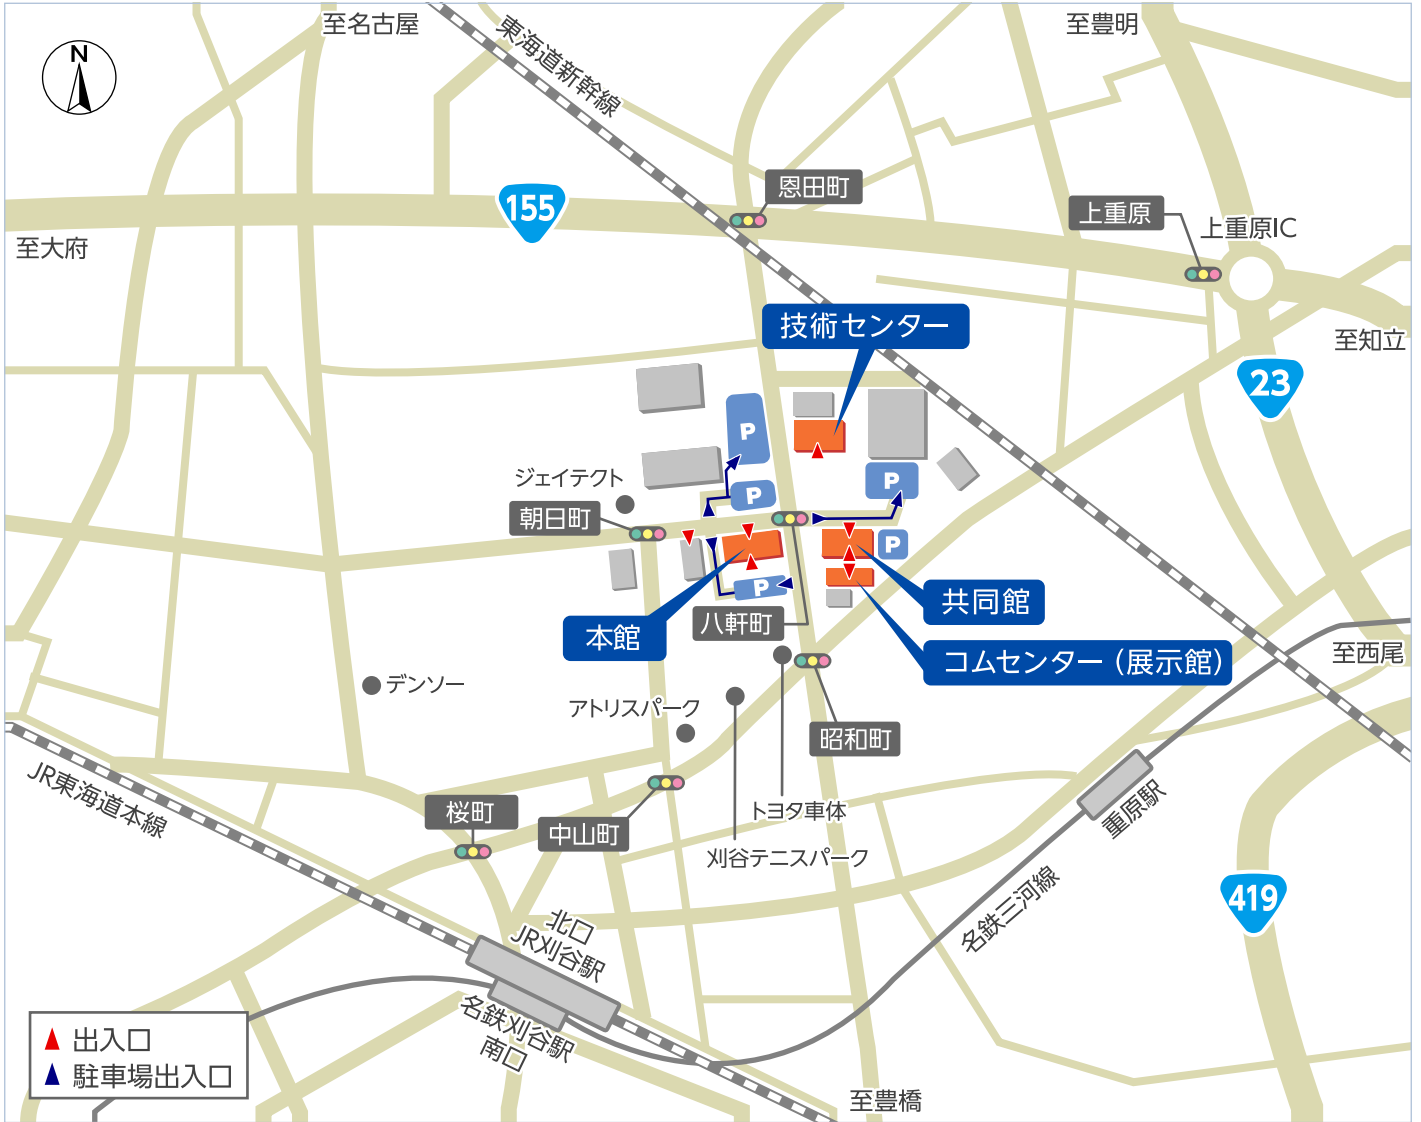 至名古屋
至豊明
N
東海道新幹線
155
恩田町
上重原
上重原IC
至大府
技術センター
至知立
23
P
ジェイテクト
P
P
朝日町
P
P
共同館
八軒町
本館
コムセンター（展示館）
至西尾
デンソー
アトリスパーク
昭和町
JR東海道本線
桜町
中山町
トヨタ車体
重原駅
刈谷テニスパーク
419
名鉄三河線
北口
JR刈谷駅
名鉄刈谷駅
南口
出入口
駐車場出入口
至豊橋